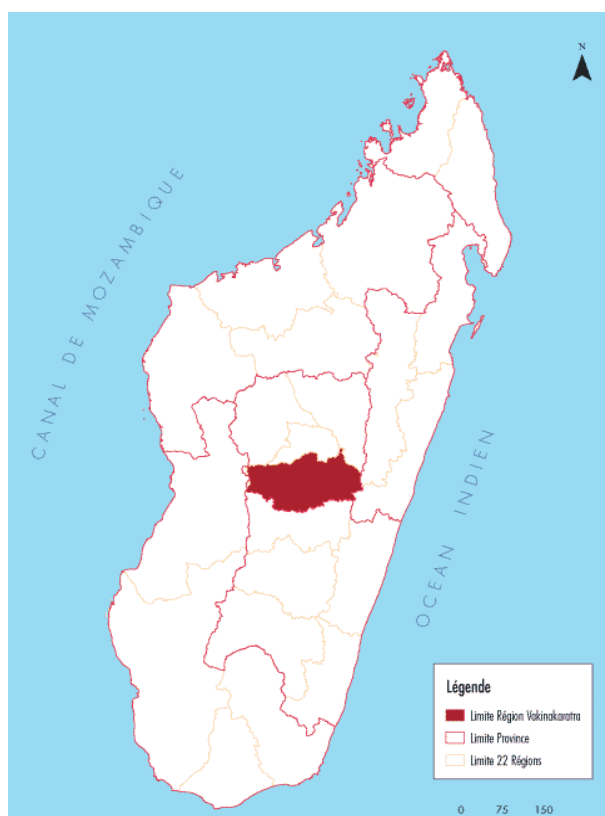 N
CANAL DE MOZAMBIQUE
OCEAN INDIEN
Légende
Limite Région Vakinakaratra
Limite Province
Limite 22 Régions
0 75 150